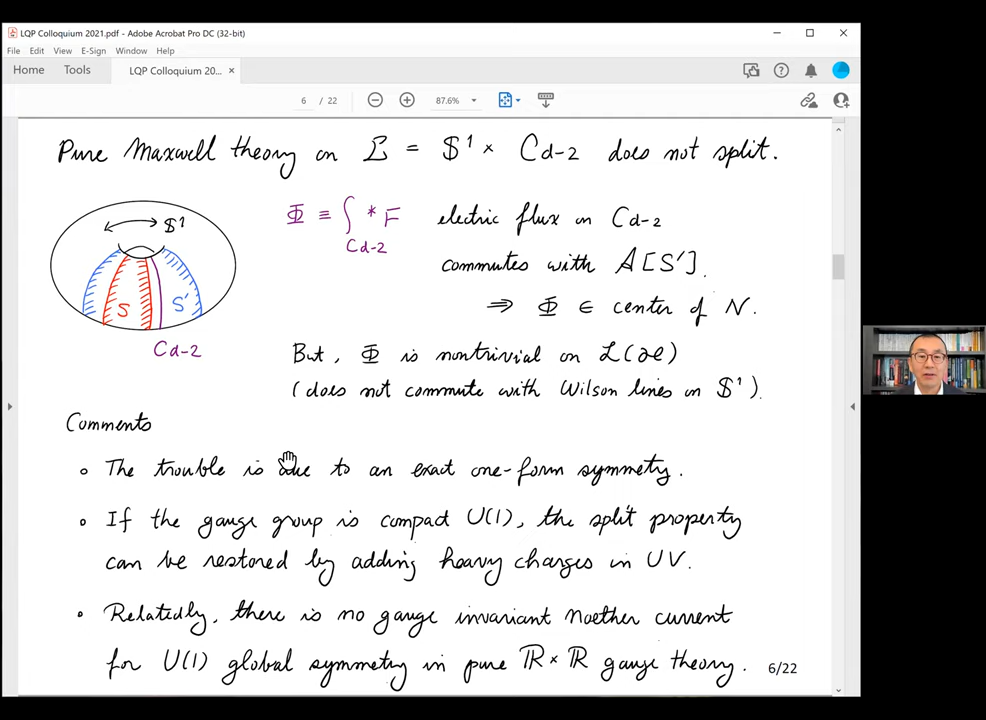 LQP Colloquium 2021.pdf - Adobe Acrobat Pro DC (32-bit)
File Edit View E-Sign Window Help
Home Tools LQP Colloquium 20... ×
6 / 22 87.6%
Pure Maxwell theory on Σ = $¹ × Cd-2 does not split.
$¹
S
S'
Cd-2
Φ ≡ ∫ * F electric flux on Cd-2
Cd-2
commutes with A[S'].
⇒ Φ ∈ center of N.
But, Φ is nontrivial on L(ℋ)
(does not commute with Wilson lines on $¹).
Comments
◦ The trouble is due to an exact one-form symmetry.
◦ If the gauge group is compact U(1), the split property
can be restored by adding heavy charges in UV.
◦ Relatedly, there is no gauge invariant Noether current
for U(1) global symmetry in pure ℝ×ℝ gauge theory.
6/22